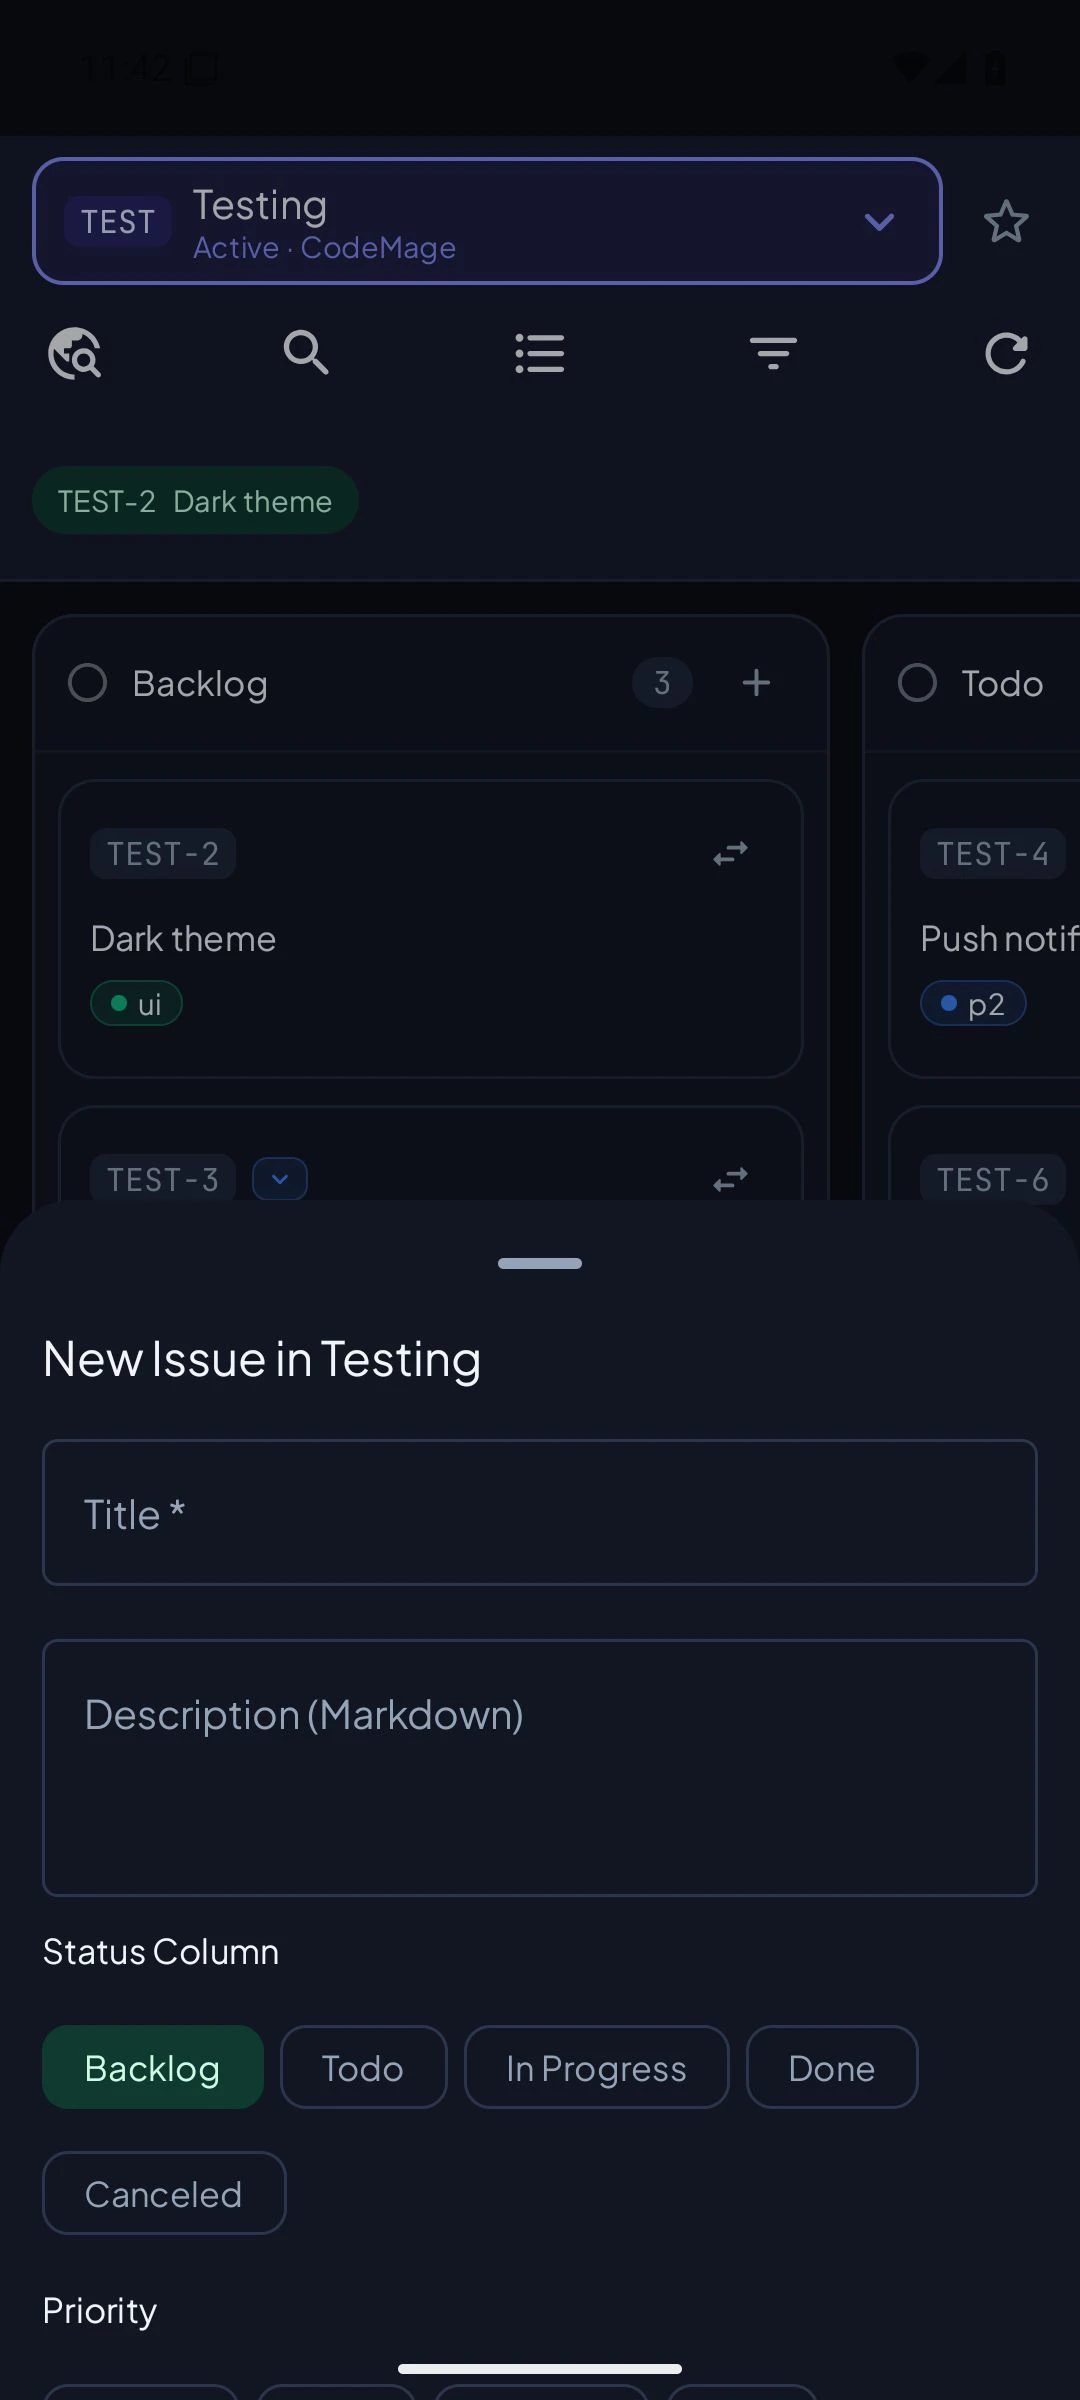 11:42
TEST
Testing
Active · CodeMage
TEST-2 Dark theme
Backlog
3
Todo
TEST-2
Dark theme
ui
TEST-4
Push notif
p2
TEST-3
TEST-6
New Issue in Testing
Title *
Description (Markdown)
Status Column
Backlog
Todo
In Progress
Done
Canceled
Priority